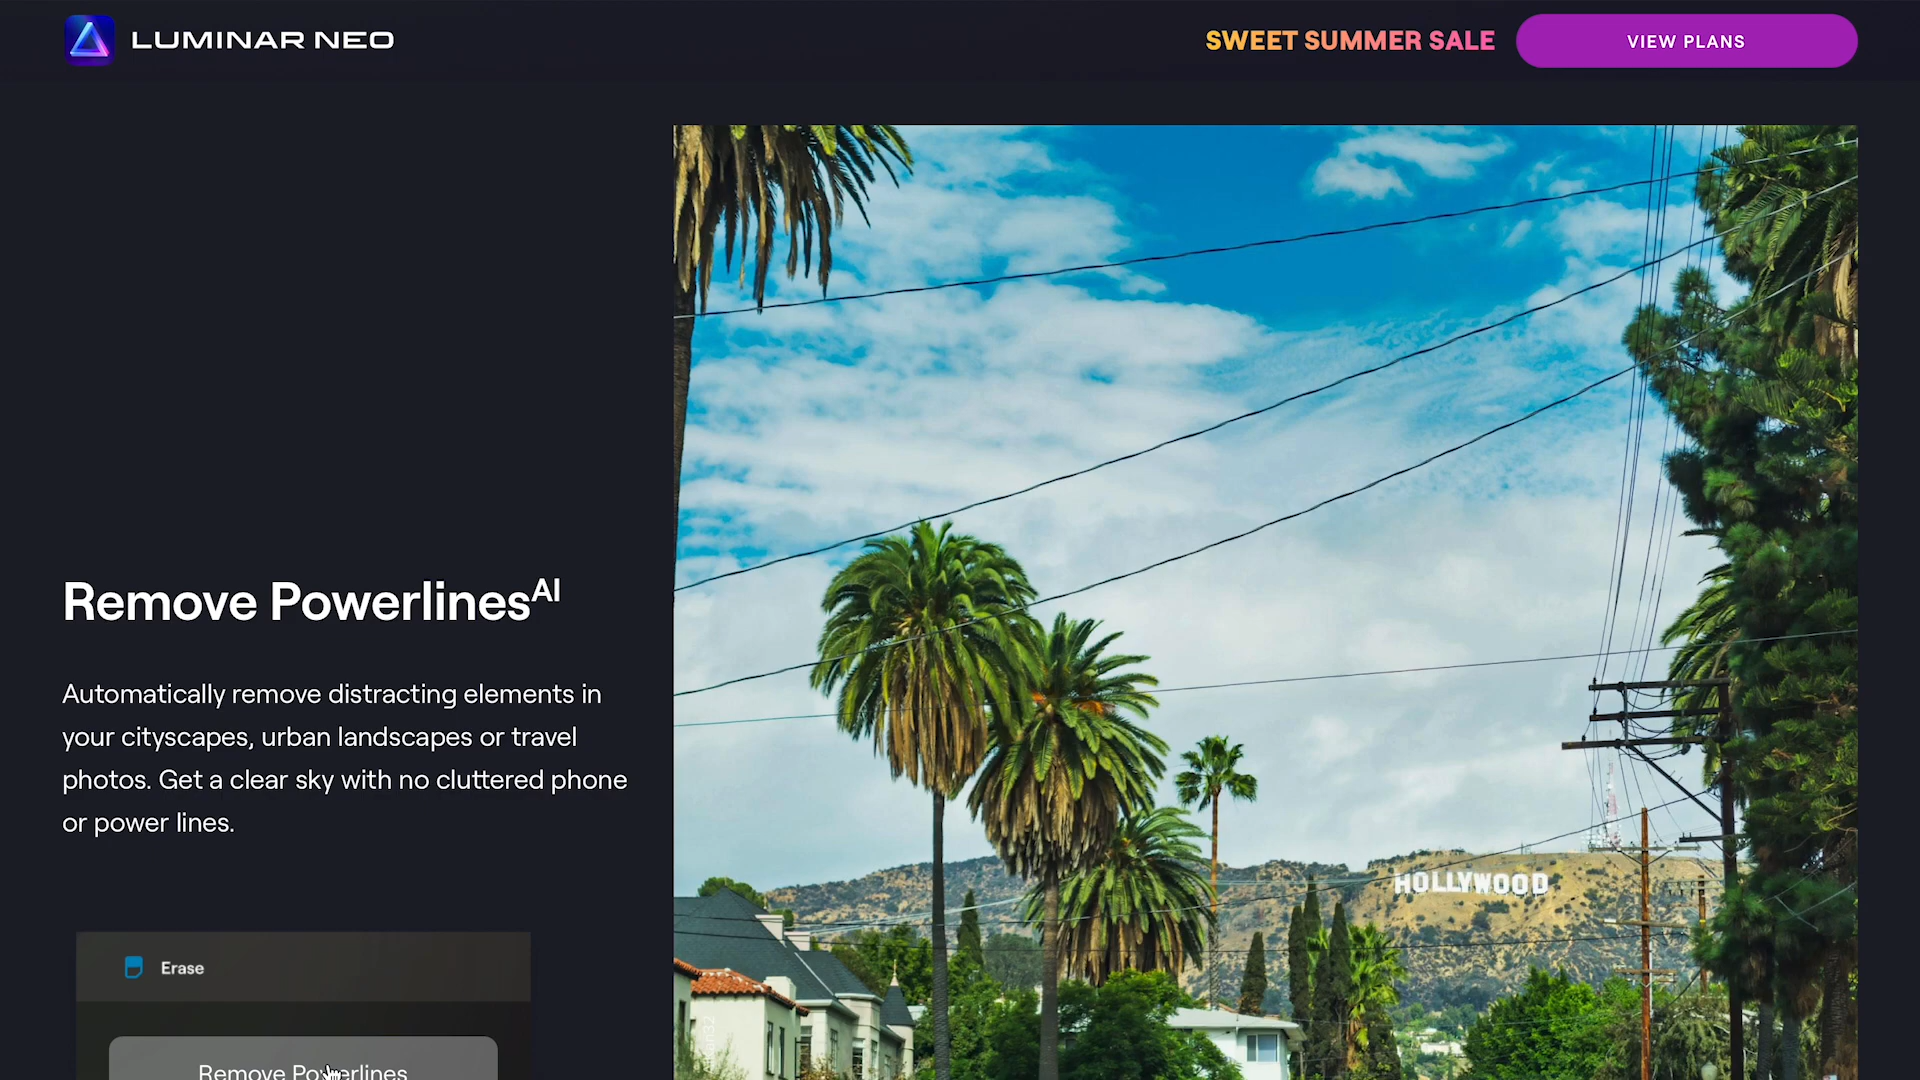 LUMINAR NEO
SWEET SUMMER SALE
VIEW PLANS
Remove PowerlinesAI
Automatically remove distracting elements in
your cityscapes, urban landscapes or travel
photos. Get a clear sky with no cluttered phone
or power lines.
Erase
Remove Powerlines
HOLLYWOOD